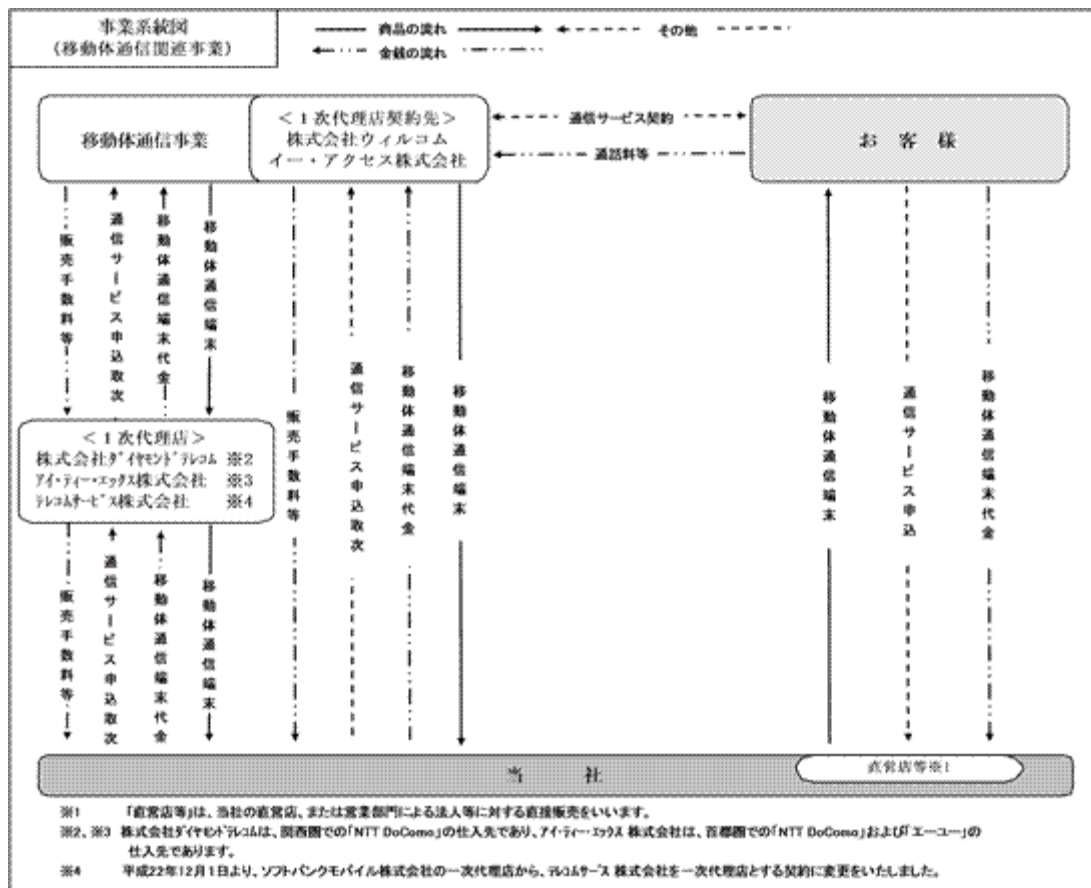 事業系統図
(移動体通信関連事業)
商品の流れ
その他
金銭の流れ
移動体通信事業
<1次代理店契約先>
株式会社ウィルコム
イー・アクセス株式会社
通信サービス契約
通話料等
お客様
販売手数料等
通信サービス申込取次
移動体通信端末代金
移動体通信端末
<1次代理店>
株式会社ダイヤモンドテレコム ※2
アイ・ティー・エックス株式会社 ※3
テレコムサービス株式会社 ※4
販売手数料等
通信サービス申込取次
移動体通信端末代金
移動体通信端末
販売手数料等
通信サービス申込取次
移動体通信端末代金
移動体通信端末
移動体通信端末
通信サービス申込
移動体通信端末代金
当社
直営店等※1
※1 「直営店等」は、当社の直営店、または営業部門による法人等に対する直接販売をいいます。
※2、※3 株式会社ダイヤモンドテレコムは、関西圏での「NTT DoComo」の仕入先であり、アイ・ティー・エックス 株式会社は、首都圏での「NTT DoComo」および「エーユー」の
仕入先であります。
※4 平成22年12月1日より、ソフトバンクモバイル株式会社の一次代理店から、テレコムサービス 株式会社を一次代理店とする契約に変更をいたしました。